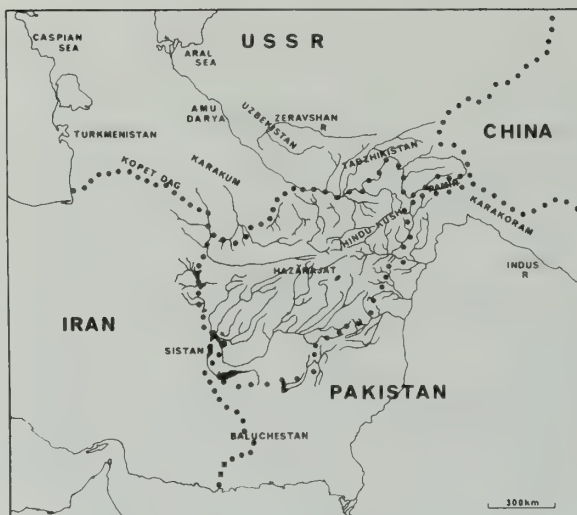 CASPIAN
SEA
ARAL
SEA
USSR
AMU
DARYA
UZBEKISTAN
ZERAVSHAN
R
TURKMENISTAN
CHINA
TADZHIKISTAN
KOPET DAG
KARAKUM
PAMIR
KARAKORAM
HINDU KUSH
HAZARAJAT
INDUS
R
IRAN
SISTAN
PAKISTAN
BALUCHESTAN
300km